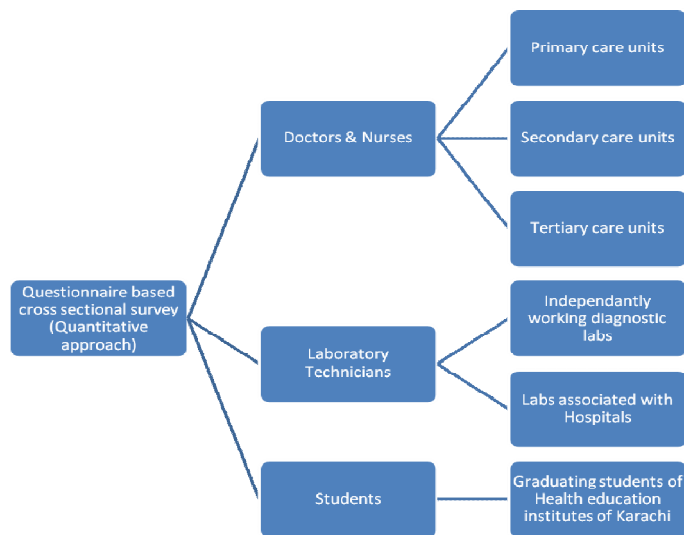 Primary care units
Doctors & Nurses
Secondary care units
Tertiary care units
Questionnaire based
cross sectional survey
(Quantitative
approach)
Independantly
working diagnostic
labs
Laboratory
Technicians
Labs associated with
Hospitals
Students
Graduating students of
Health education
institutes of Karachi